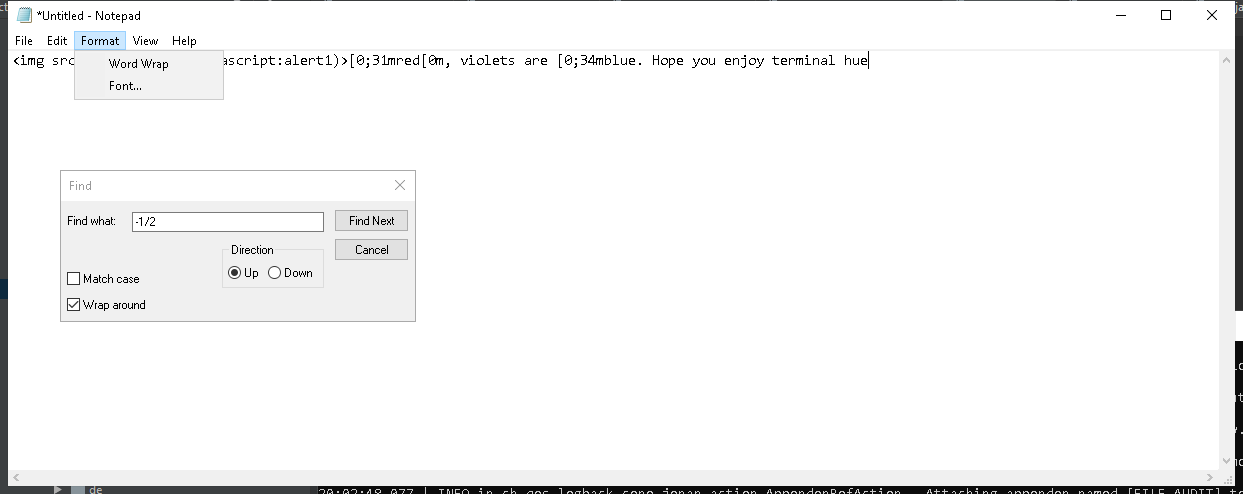 *Untitled - Notepad
File Edit Format View Help
<img src ascript:alert1)>[0;31mred[0m, violets are [0;34mblue. Hope you enjoy terminal hue
Word Wrap
Font...
Find
Find what: -1/2 Find Next
Direction Cancel
Up Down
Match case
Wrap around
de
20:02:48,077 | INFO in ch.qos.logback.core.joran.action.AppenderRefAction - Attaching appender named [FILE_AUDIT] t